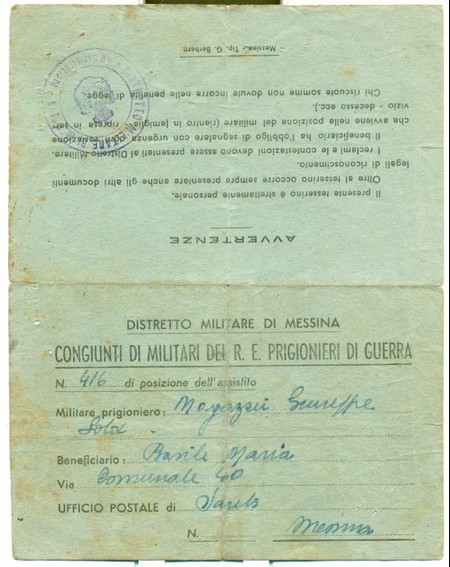 DISTRETTO MILITARE DI MESSINA
CONGIUNTI DI MILITARI DEL R. E. PRIGIONIERI DI GUERRA
N. 416 di posizione dell'assistito
Militare prigioniero: Giuseppe
Beneficiario: Basile Maria
Via Comunale 40
UFFICIO POSTALE di
N. Messina
AVVERTENZE
Il presente tesserino è strettamente personale.
Oltre al tesserino occorre sempre presentare anche gli altri documenti
legali di riconoscimento.
I reclami e le contestazioni devono essere presentati al Distretto Militare.
Il beneficiario ha l'obbligo di segnalare con urgenza ogni variazione
che avviene nella posizione del militare (rientro in famiglia, ripresa in ser-
vizio - decesso - ecc.).
Chi riscuote somme non dovute incorre nelle penalità di legge
Messina - Tip. G. Barbaro